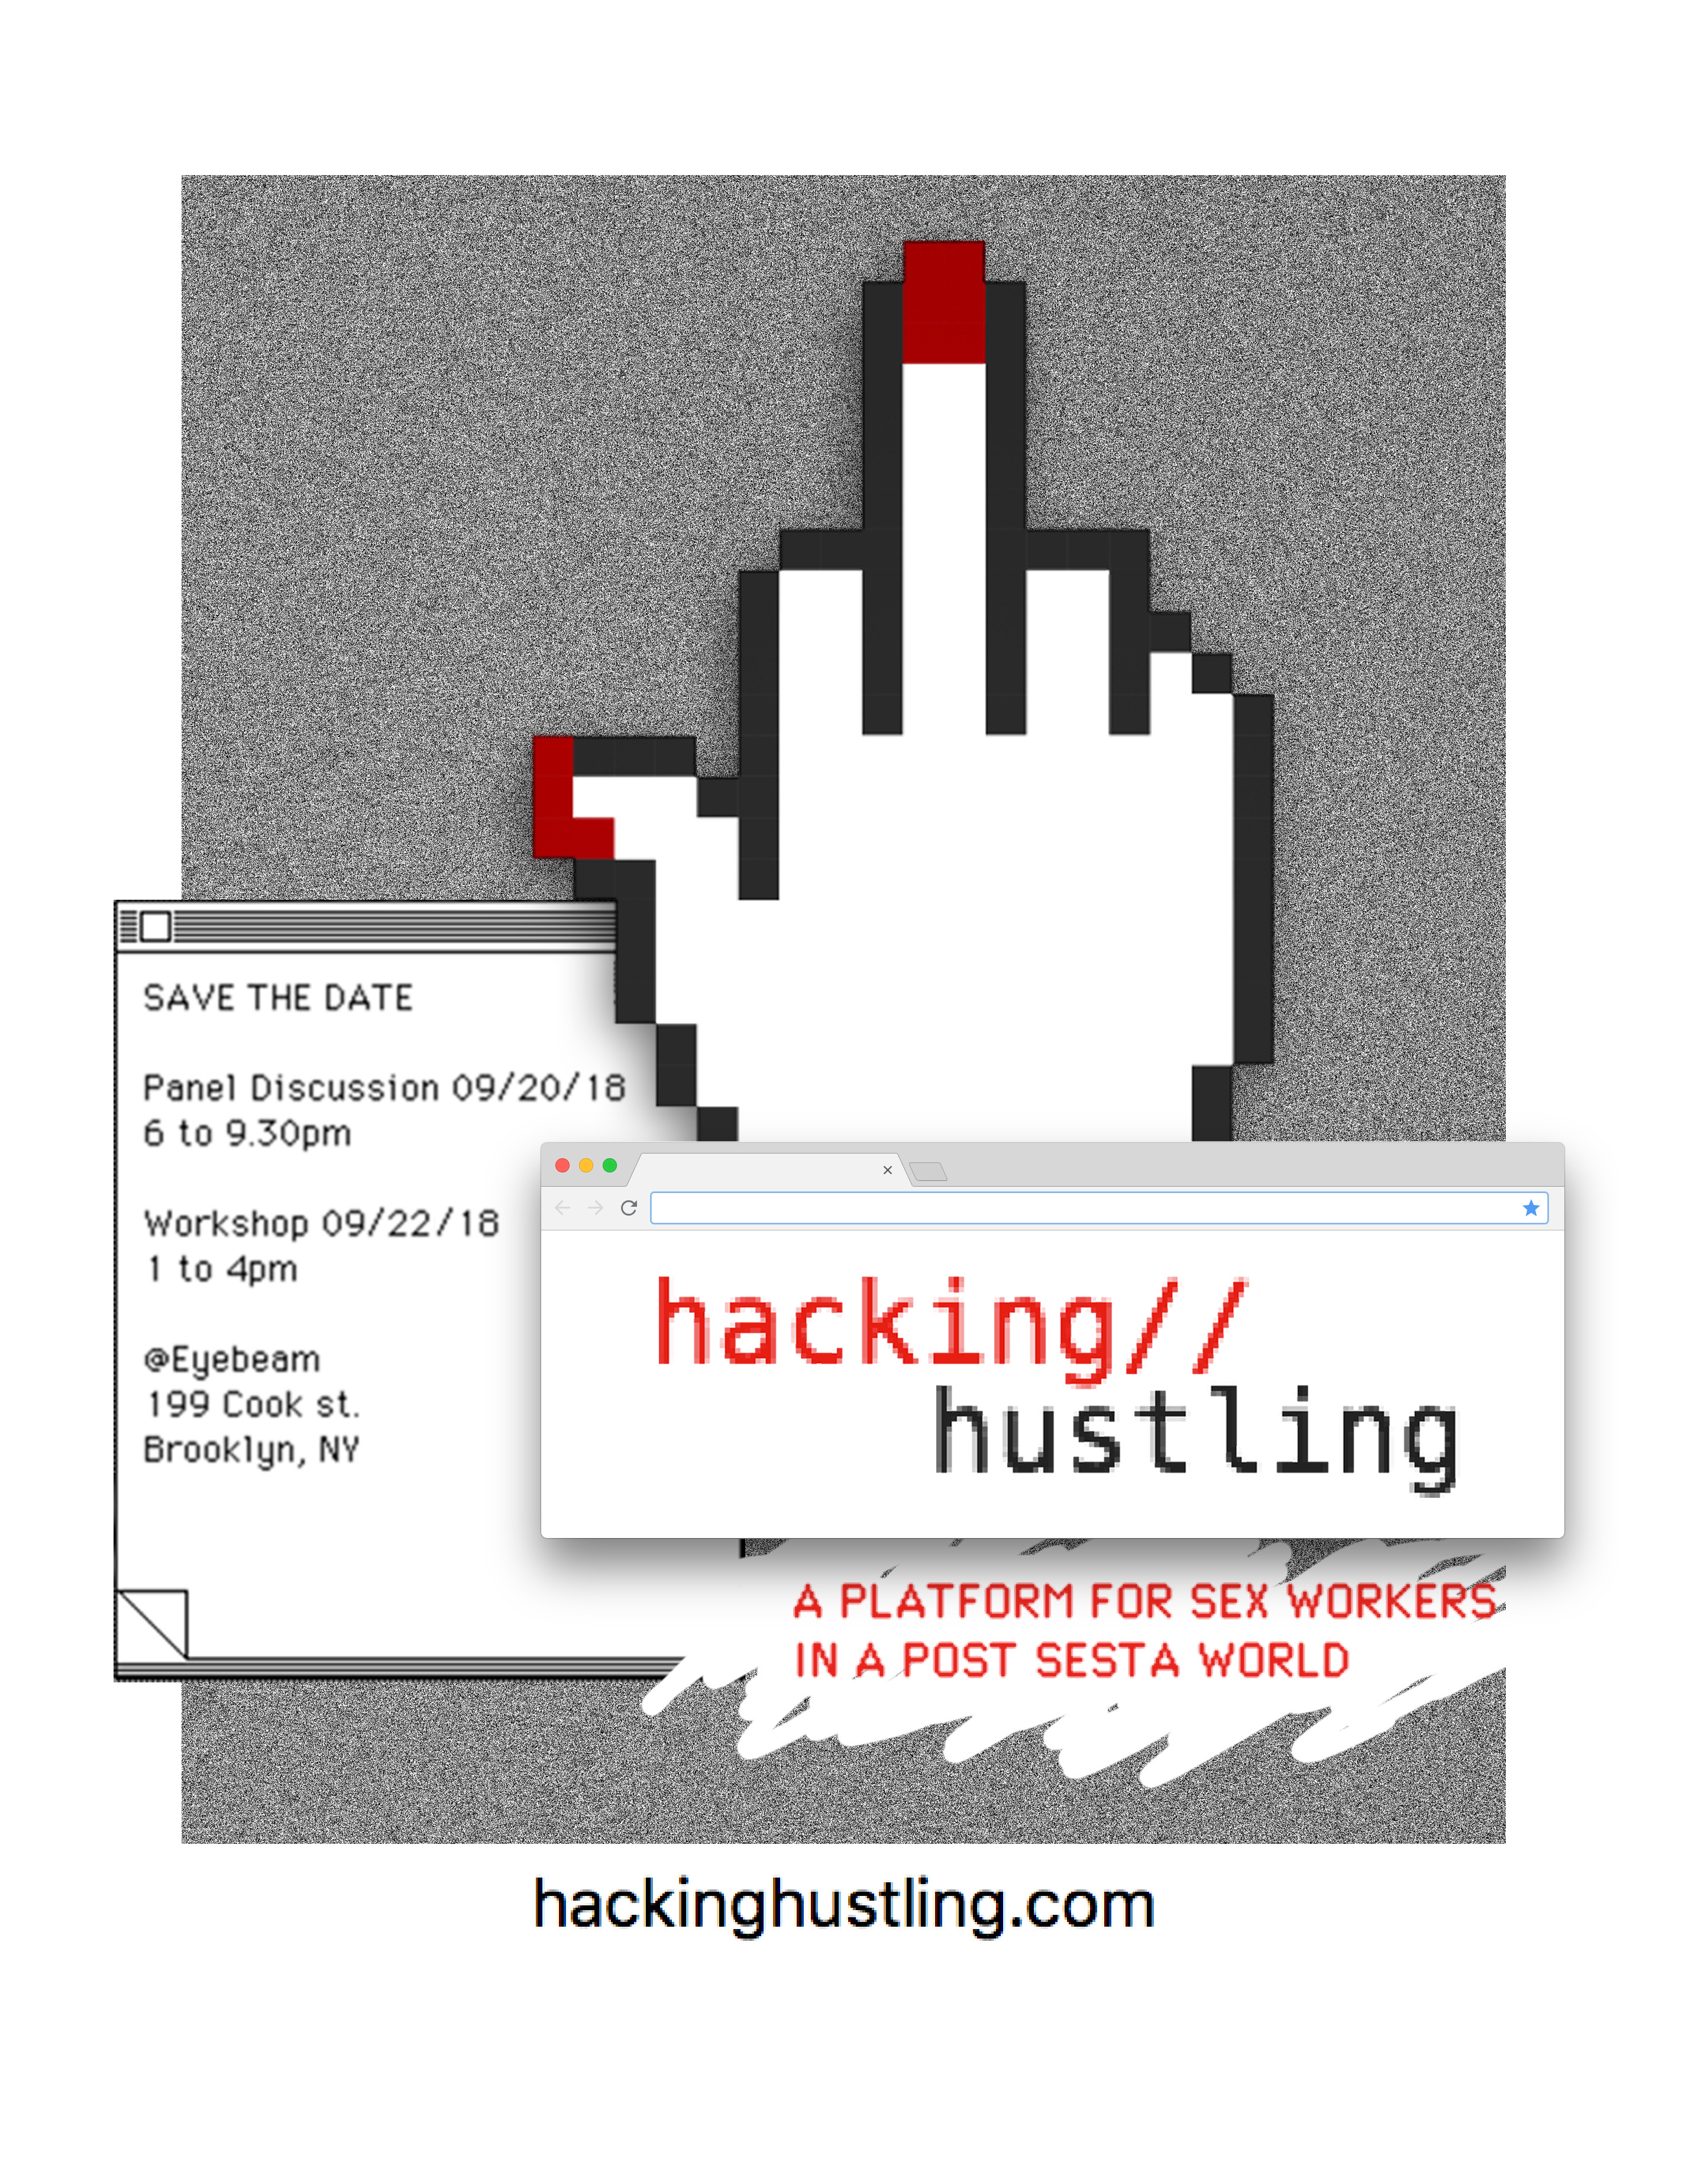 SAVE THE DATE
Panel Discussion 09/20/18
6 to 9.30pm
Workshop 09/22/18
1 to 4pm
@Eyebeam
199 Cook st.
Brooklyn, NY
hacking//
hustling
A PLATFORM FOR SEX WORKERS
IN A POST SESTA WORLD
hackinghustling.com